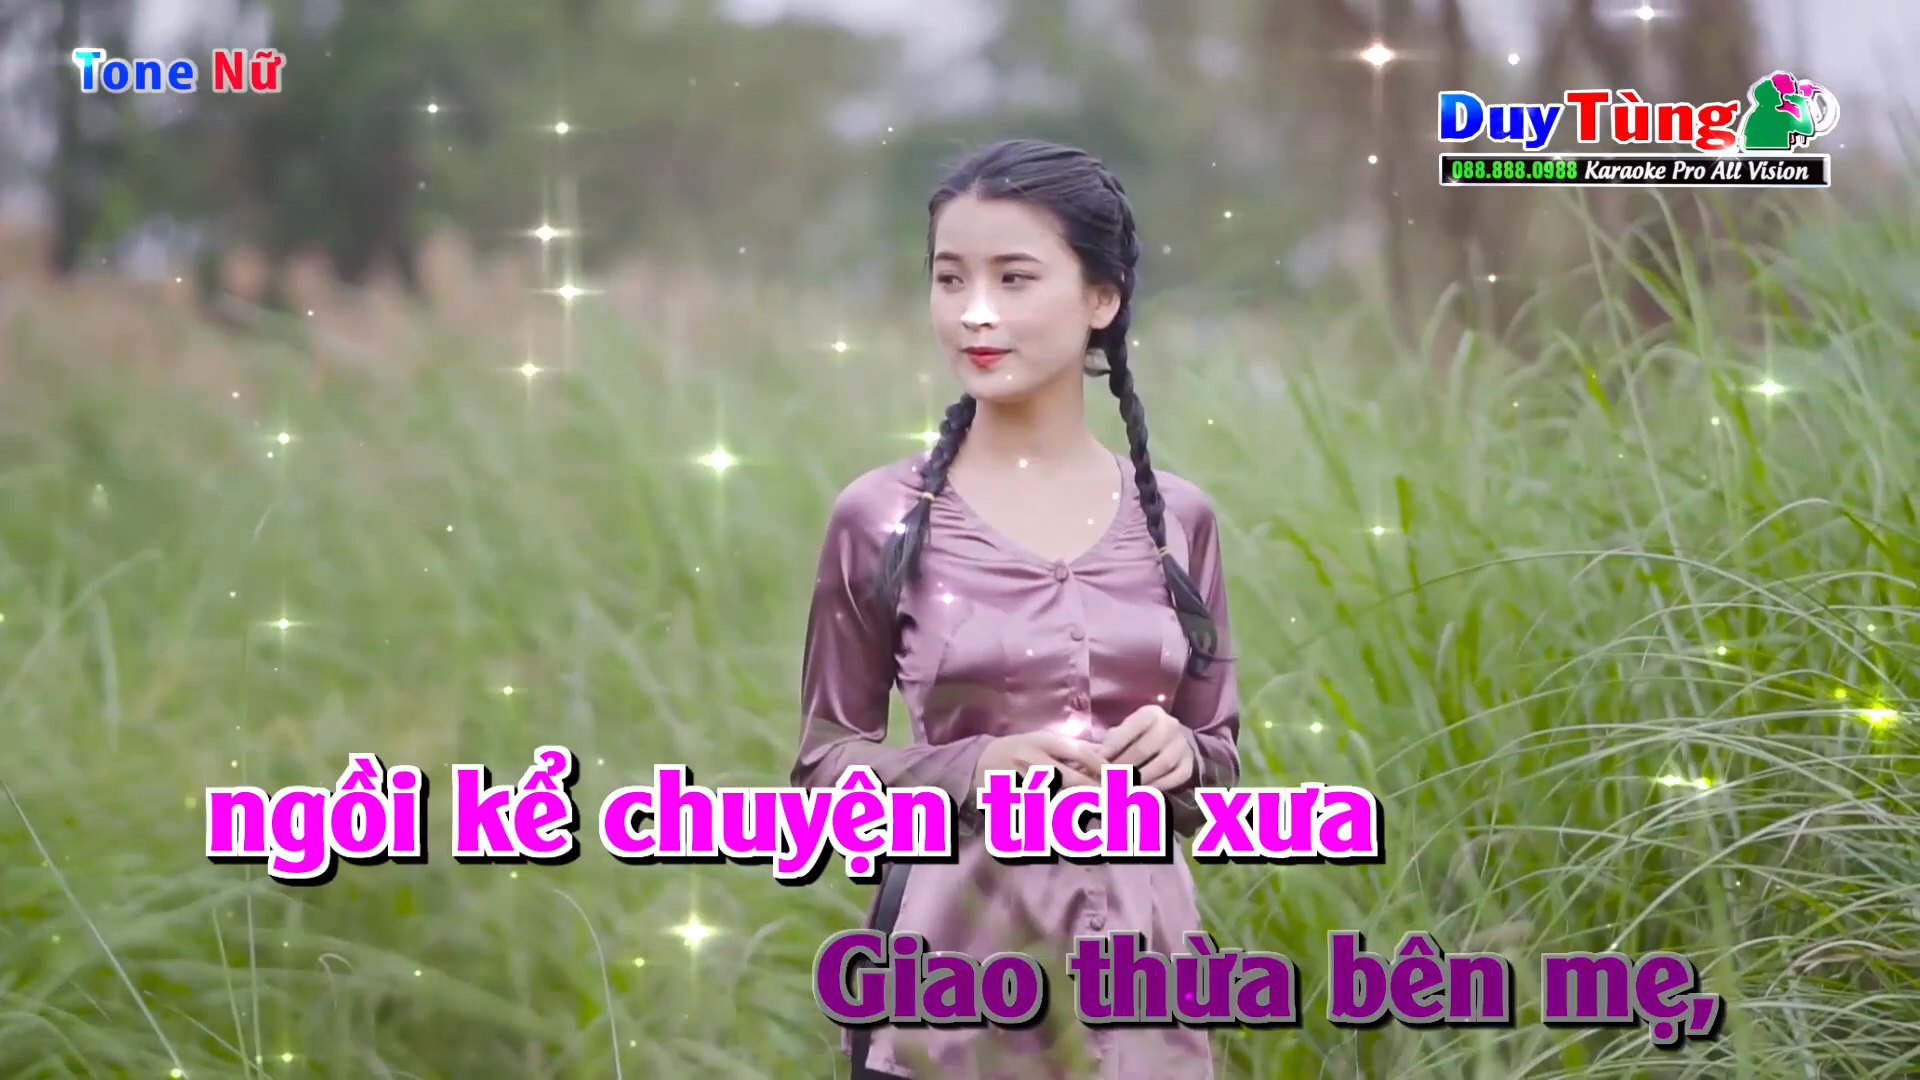 Tone Nữ
Duy Tùng
088.888.0988 Karaoke Pro All Vision
ngồi kể chuyện tích xưa
Giao thừa bên mẹ,